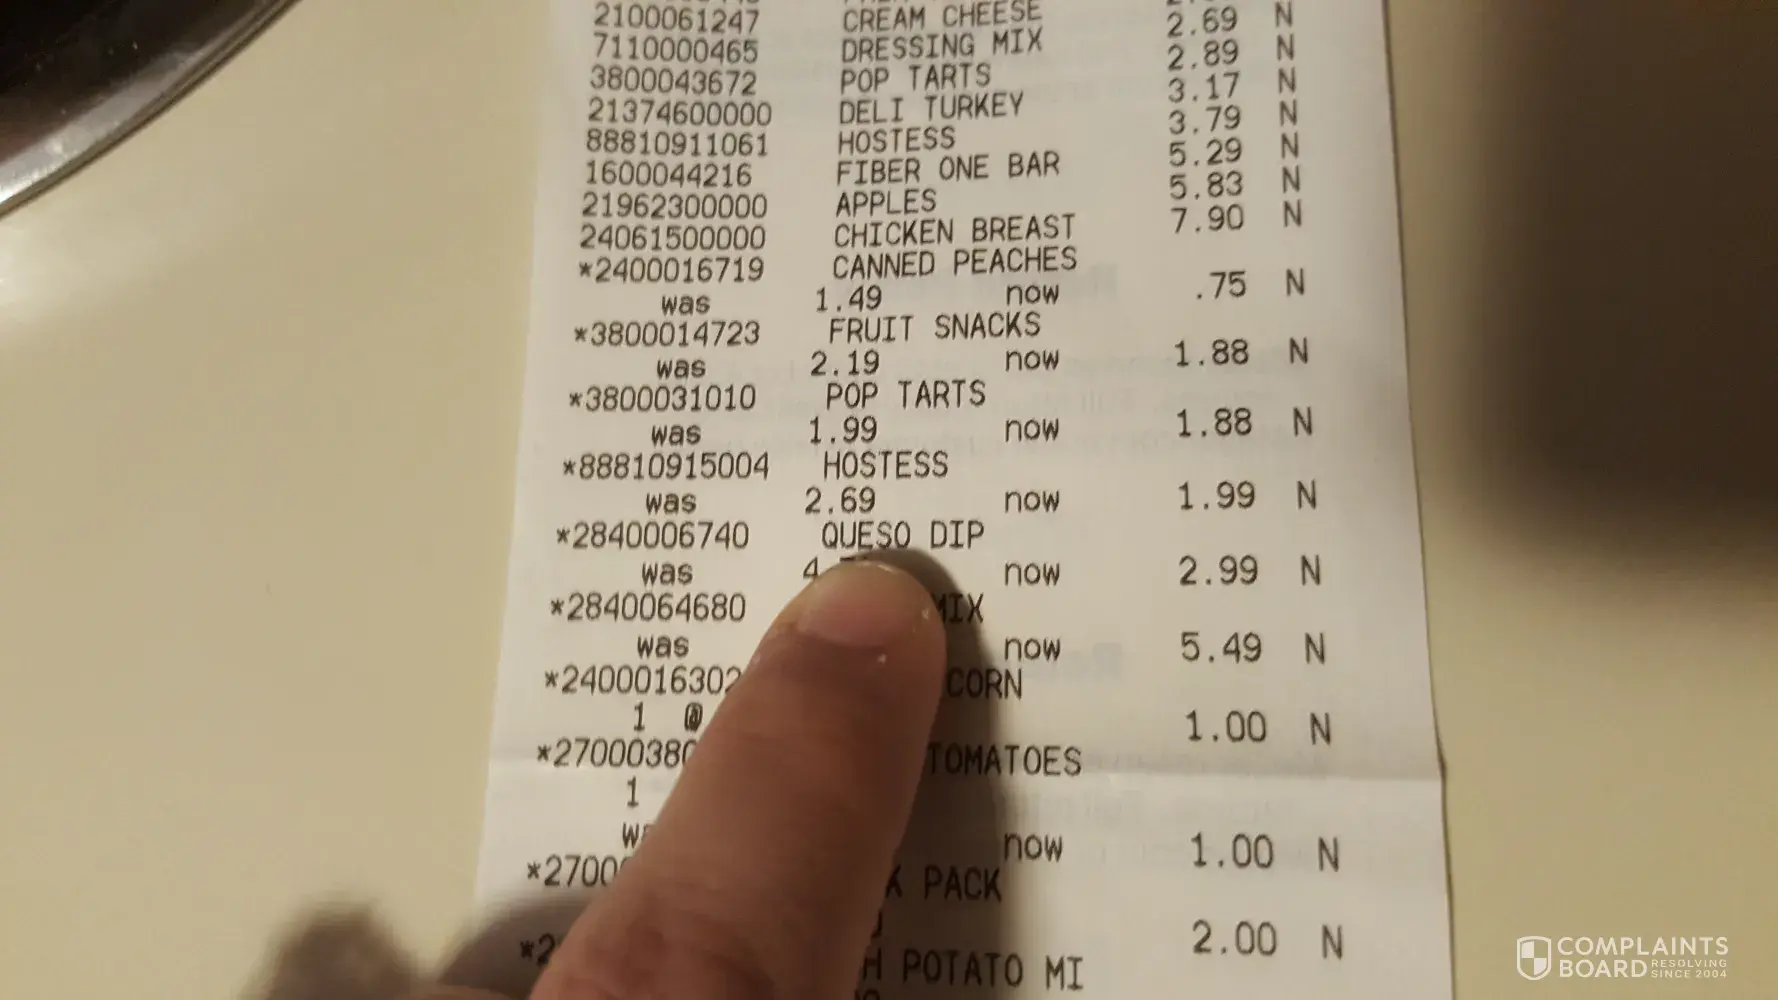 2100061247 CREAM CHEESE
7110000465 DRESSING MIX 2.69 N
3800043672 POP TARTS 2.89 N
21374600000 DELI TURKEY 3.17 N
88810911061 HOSTESS 3.79 N
1600044216 FIBER ONE BAR 5.29 N
21962300000 APPLES 5.83 N
24061500000 CHICKEN BREAST 7.90 N
*2400016719 CANNED PEACHES
was 1.49 now .75 N
*3800014723 FRUIT SNACKS
was 2.19 now 1.88 N
*3800031010 POP TARTS
was 1.99 now 1.88 N
*88810915004 HOSTESS
was 2.69 now 1.99 N
*2840006740 QUESO DIP
was now 2.99 N
*2840064680 MIX
was now 5.49 N
*2400016302 CORN
1 @ 1.00 N
TOMATOES
1
now 1.00 N
PACK
2.00 N
POTATO MI
COMPLAINTS
BOARD RESOLVING
SINCE 2004